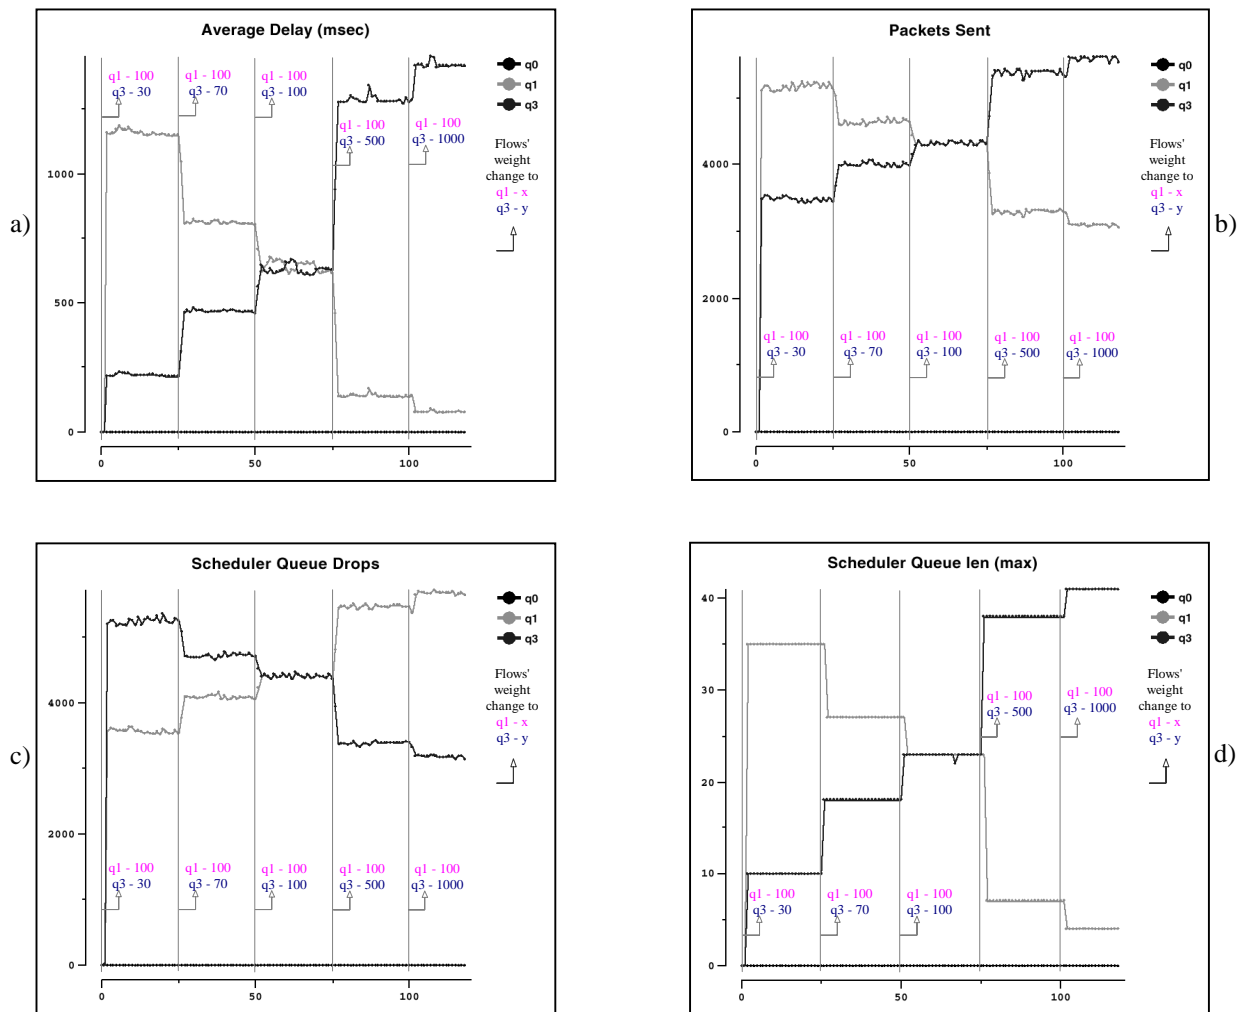 a)
Average Delay (msec)
q1 - 100
q3 - 30
q1 - 100
q3 - 70
q1 - 100
q3 - 100
q1 - 100
q3 - 500
q1 - 100
q3 - 1000
q0
q1
q3
Flows'
weight
change to
q1 - x
q3 - y
1000
500
0
0
50
100
b)
Packets Sent
q0
q1
q3
Flows'
weight
change to
q1 - x
q3 - y
4000
2000
0
q1 - 100
q3 - 30
q1 - 100
q3 - 70
q1 - 100
q3 - 100
q1 - 100
q3 - 500
q1 - 100
q3 - 1000
0
50
100
c)
Scheduler Queue Drops
q0
q1
q3
Flows'
weight
change to
q1 - x
q3 - y
4000
2000
0
q1 - 100
q3 - 30
q1 - 100
q3 - 70
q1 - 100
q3 - 100
q1 - 100
q3 - 500
q1 - 100
q3 - 1000
0
50
100
d)
Scheduler Queue len (max)
q0
q1
q3
Flows'
weight
change to
q1 - x
q3 - y
40
30
20
10
0
q1 - 100
q3 - 30
q1 - 100
q3 - 70
q1 - 100
q3 - 100
q1 - 100
q3 - 500
q1 - 100
q3 - 1000
0
50
100